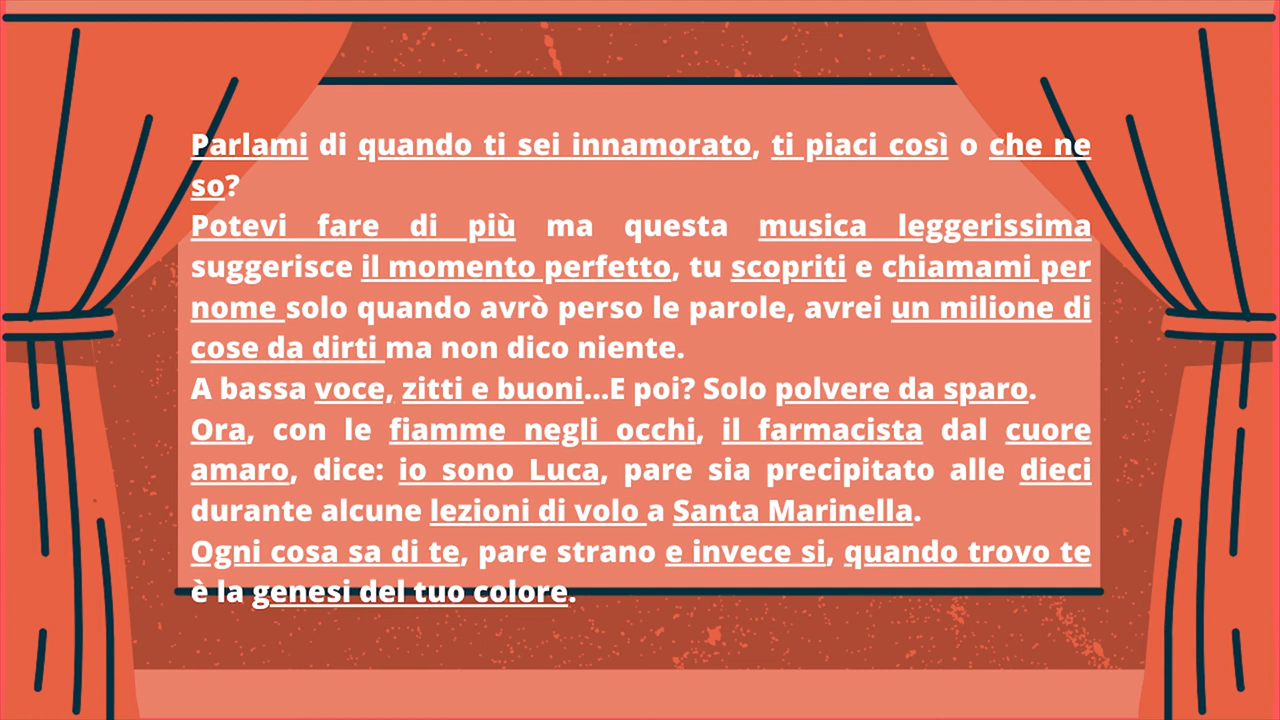 Parlami di quando ti sei innamorato, ti piaci così o che ne
so?
Potevi fare di più ma questa musica leggerissima
suggerisce il momento perfetto, tu scopriti e chiamami per
nome solo quando avrò perso le parole, avrei un milione di
cose da dirti ma non dico niente.
A bassa voce, zitti e buoni...E poi? Solo polvere da sparo.
Ora, con le fiamme negli occhi, il farmacista dal cuore
amaro, dice: io sono Luca, pare sia precipitato alle dieci
durante alcune lezioni di volo a Santa Marinella.
Ogni cosa sa di te, pare strano e invece si, quando trovo te
è la genesi del tuo colore.